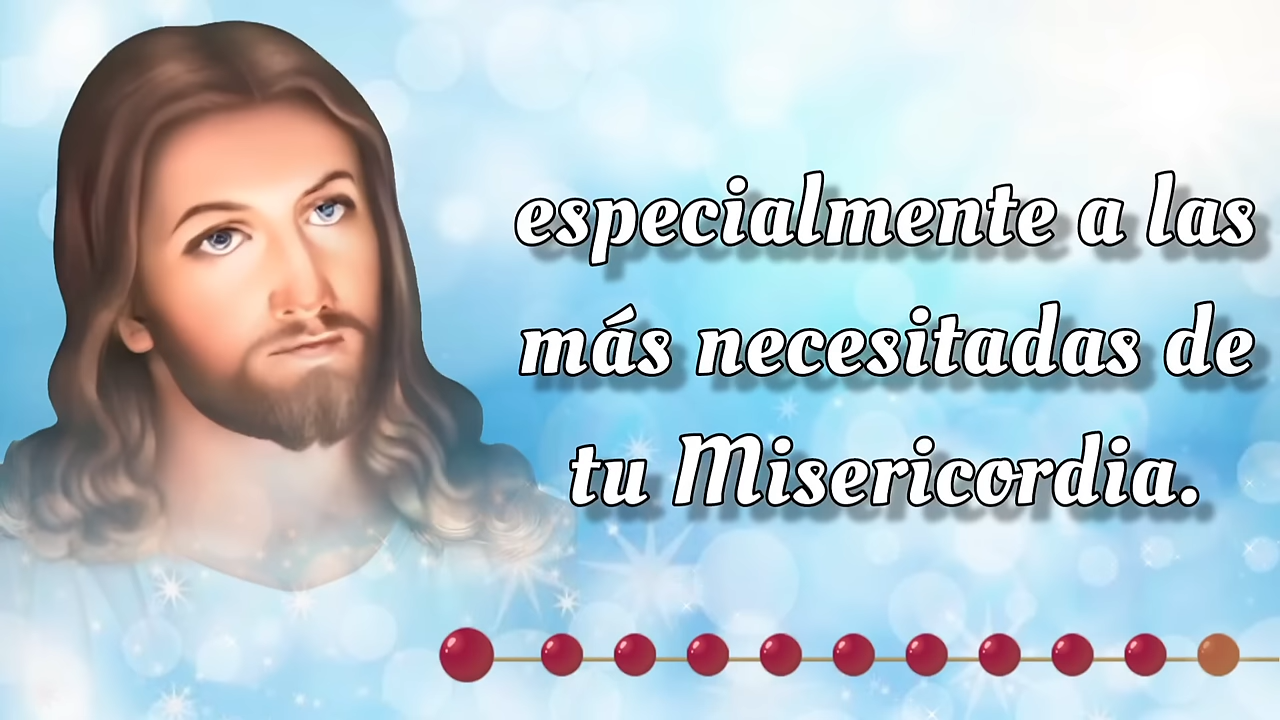 especialmente a las
más necesitadas de
tu Misericordia.